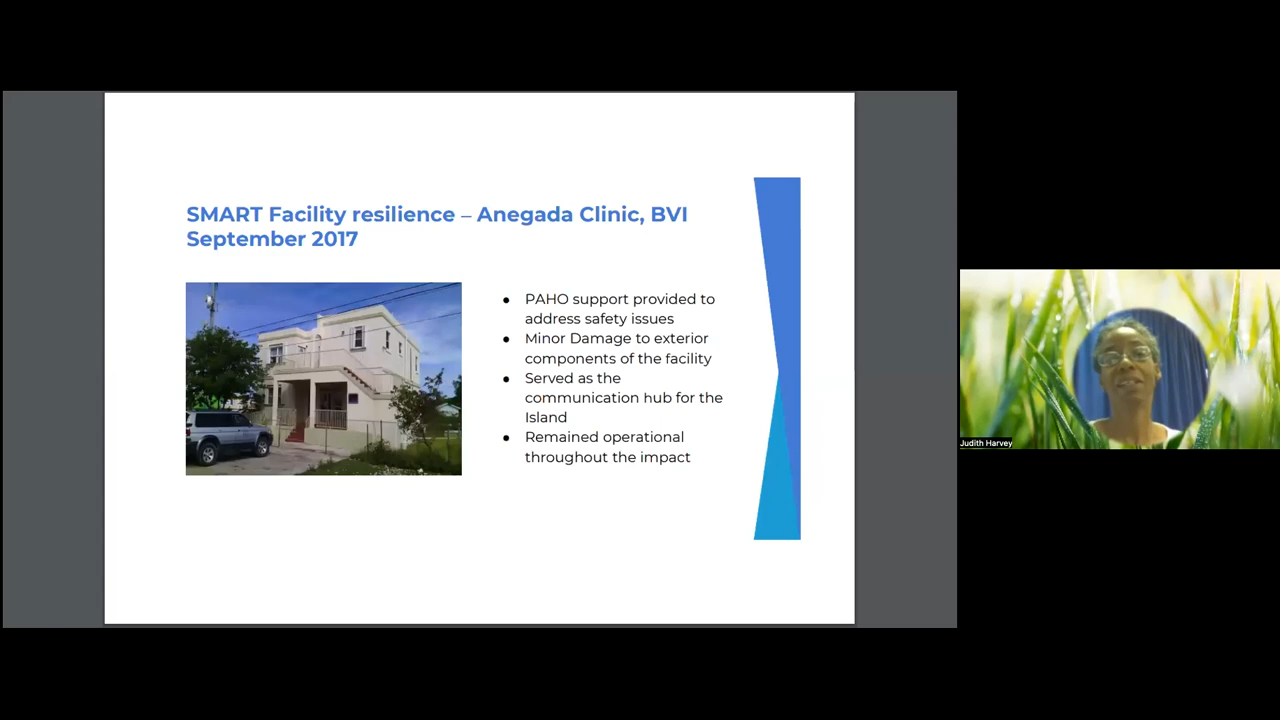 SMART Facility resilience – Anegada Clinic, BVI
September 2017
● PAHO support provided to
address safety issues
● Minor Damage to exterior
components of the facility
● Served as the
communication hub for the
Island
● Remained operational
throughout the impact
Judith Harvey